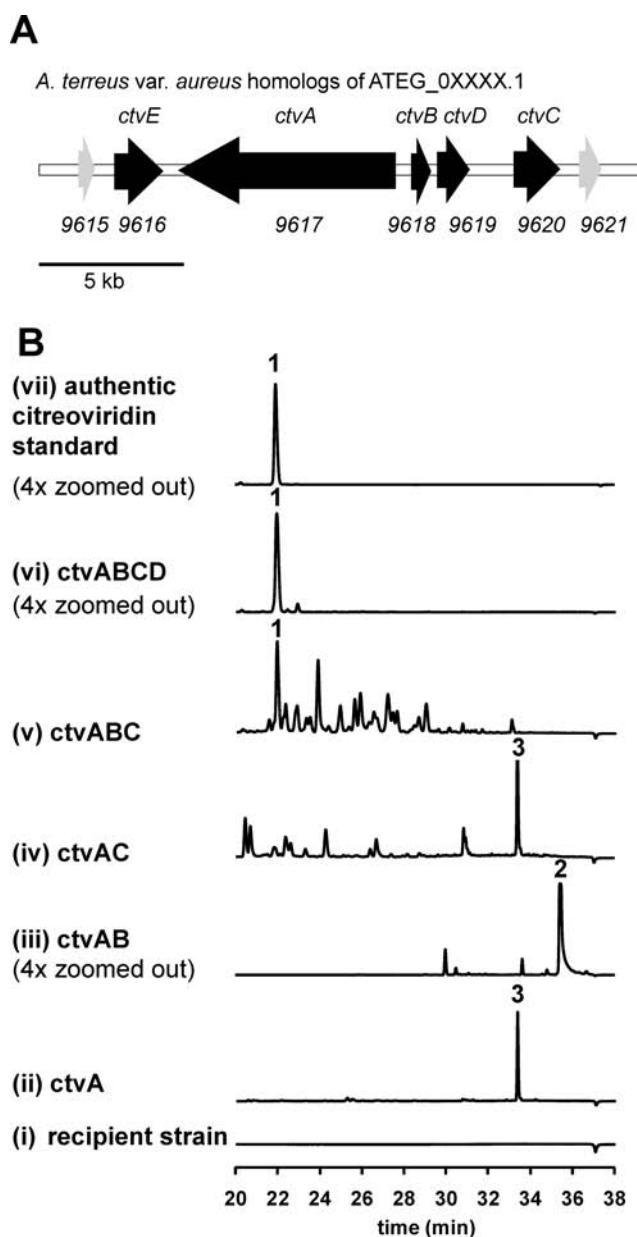 A
A. terreus var. aureus homologs of ATEG_0XXXX.1
ctvE ctvA ctvB ctvD ctvC
9615 9616 9617 9618 9619 9620 9621
5 kb
B
(vii) authentic
citreoviridin
standard
(4x zoomed out)
1
(vi) ctvABCD
(4x zoomed out)
1
(v) ctvABC
1
(iv) ctvAC
3
(iii) ctvAB
(4x zoomed out)
2
(ii) ctvA
3
(i) recipient strain
20 22 24 26 28 30 32 34 36 38
time (min)